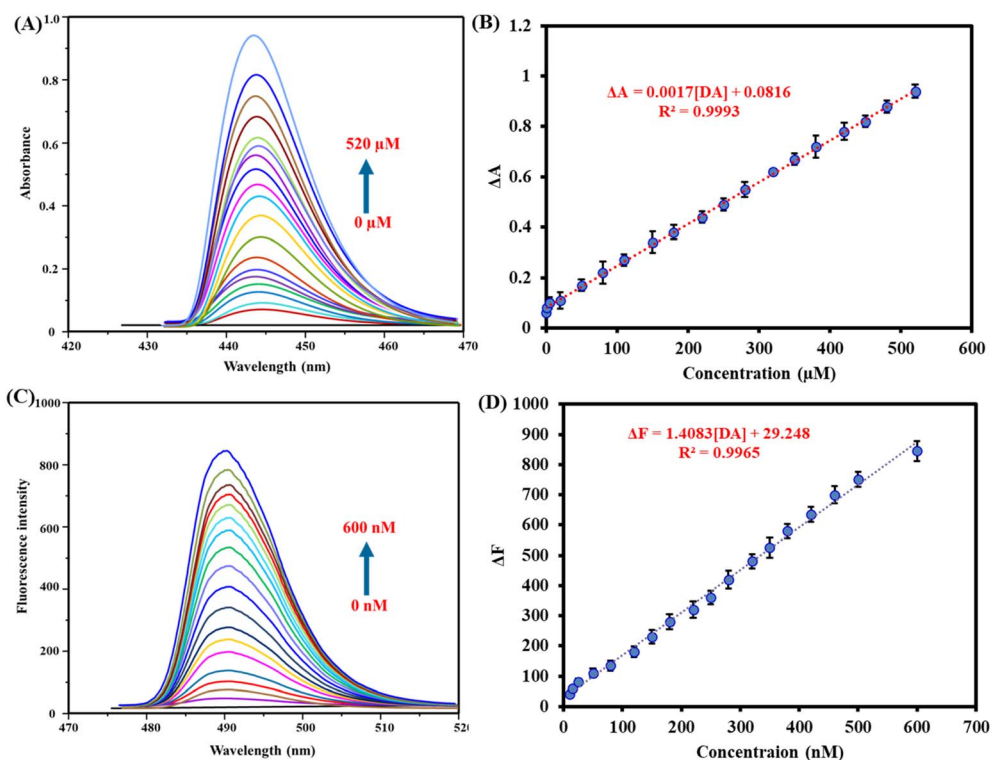 (A)
1.0
0.8
0.6
0.4
0.2
0.0
Absorbance
520 µM
0 µM
420
430
440
450
460
470
Wavelength (nm)
(B)
1.2
1
0.8
0.6
0.4
0.2
0
ΔA
ΔA = 0.0017[DA] + 0.0816
R² = 0.9993
0
100
200
300
400
500
600
Concentration (µM)
(C)
1000
800
600
400
200
0
Fluorescence intensity
600 nM
0 nM
470
480
490
500
510
520
Wavelength (nm)
(D)
1000
900
800
700
600
500
400
300
200
100
0
ΔF
ΔF = 1.4083[DA] + 29.248
R² = 0.9965
0
100
200
300
400
500
600
700
Concentraion (nM)